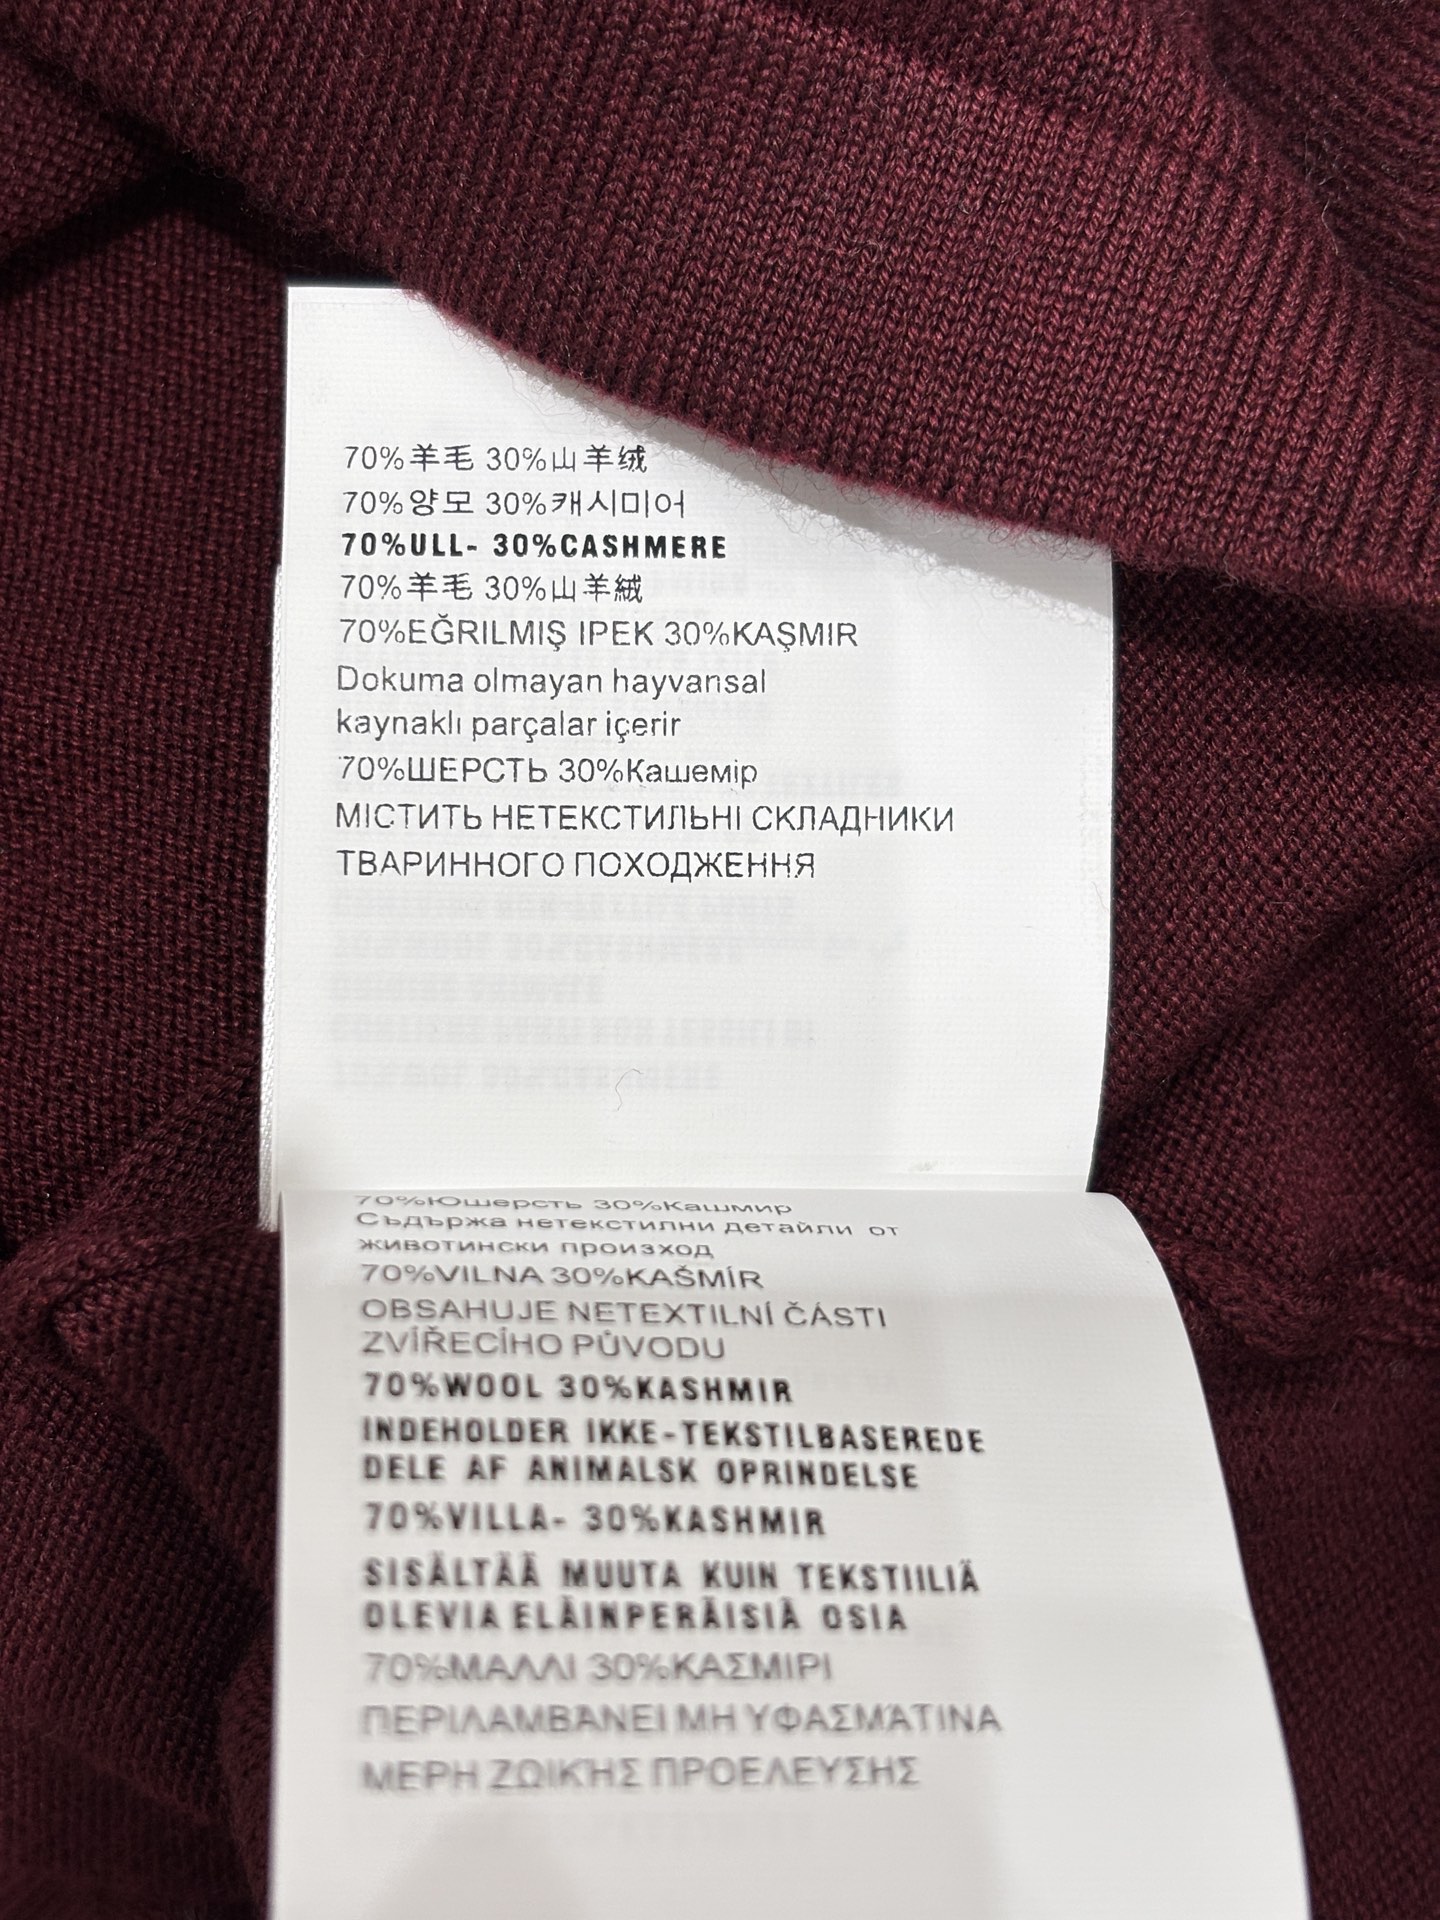 70%羊毛 30%山羊绒
70%양모 30%캐시미어
70%ULL- 30%CASHMERE
70%羊毛 30%山羊絨
70%EĞRILMIŞ IPEK 30%KAŞMIR
Dokuma olmayan hayvansal
kaynaklı parçalar içerir
70%ШЕРСТЬ 30%Кашемір
МІСТИТЬ НЕТЕКСТИЛЬНІ СКЛАДНИКИ
ТВАРИННОГО ПОХОДЖЕННЯ
70%Юшерсть 30%Кашмир
Съдържа нетекстилни детайли от
животински произход
70%VILNA 30%KAŠMÍR
OBSAHUJE NETEXTILNÍ ČÁSTI
ZVÍŘECÍHO PŮVODU
70%WOOL 30%KASHMIR
INDEHOLDER IKKE-TEKSTILBASEREDE
DELE AF ANIMALSK OPRINDELSE
70%VILLA- 30%KASHMIR
SISÄLTÄÄ MUUTA KUIN TEKSTIILIÄ
OLEVIA ELÄINPERÄISIÄ OSIA
70%ΜΑΛΛΙ 30%ΚΑΣΜΙΡΙ
ΠΕΡΙΛΑΜΒΆΝΕΙ ΜΗ ΥΦΑΣΜΆΤΙΝΑ
ΜΕΡΗ ΖΩΙΚΉΣ ΠΡΟΕΛΕΥΣΗΣ